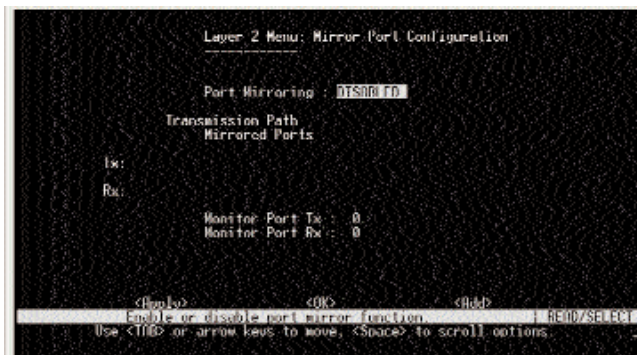 Layer 2 Menu: Mirror Port Configuration
Port Mirroring : DISABLED
Transmission Path
Mirrored Ports
Tx:
Rx:
Monitor Port Tx : 0
Monitor Port Rx : 0
<Apply> <OK> <Add>
Enable or disable port mirror function | READ/SELECT
Use <TAB> or arrow keys to move, <Space> to scroll options